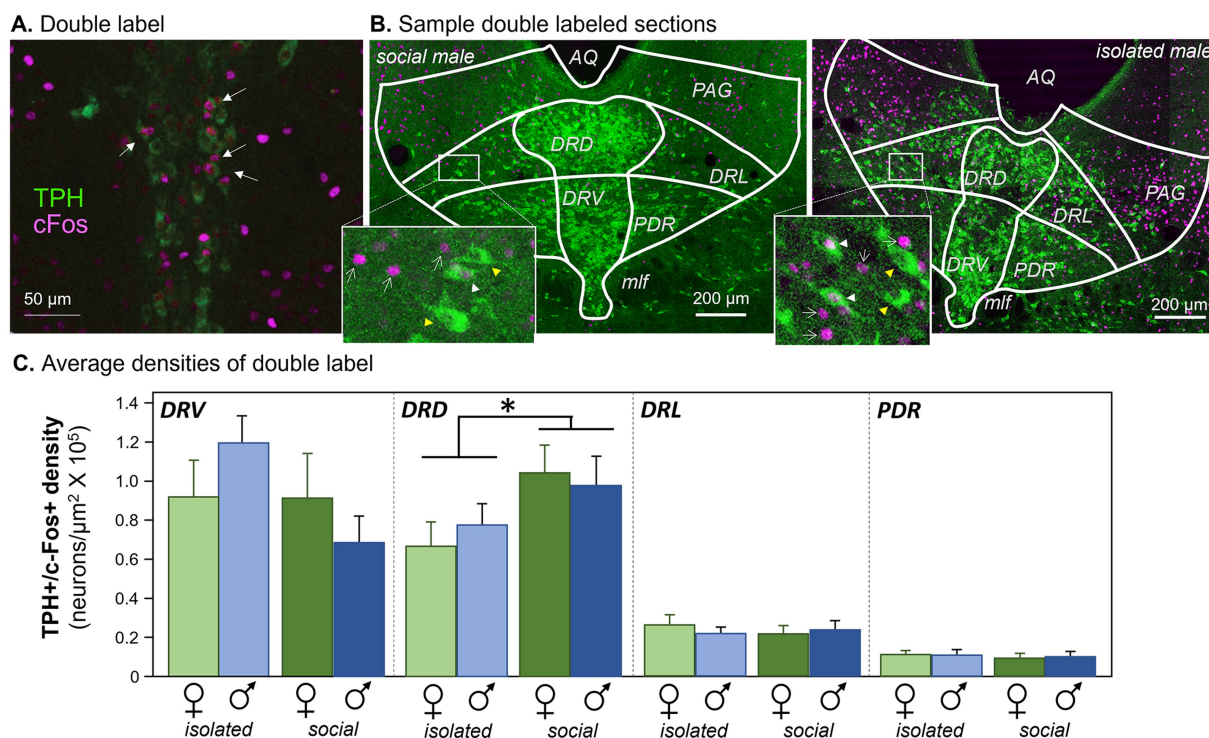 A. Double label
TPH
cFos
50 µm
B. Sample double labeled sections
social male
AQ
PAG
DRD
DRL
DRV
PDR
mlf
200 µm
isolated male
AQ
PAG
DRD
DRL
DRV
PDR
mlf
200 µm
C. Average densities of double label
TPH+/c-Fos+ density
(neurons/µm² X 10⁵)
1.4
1.2
1.0
0.8
0.6
0.4
0.2
0
DRV
DRD
*
DRL
PDR
♀ ♂ ♀ ♂ ♀ ♂ ♀ ♂ ♀ ♂ ♀ ♂ ♀ ♂ ♀ ♂
isolated social isolated social isolated social isolated social